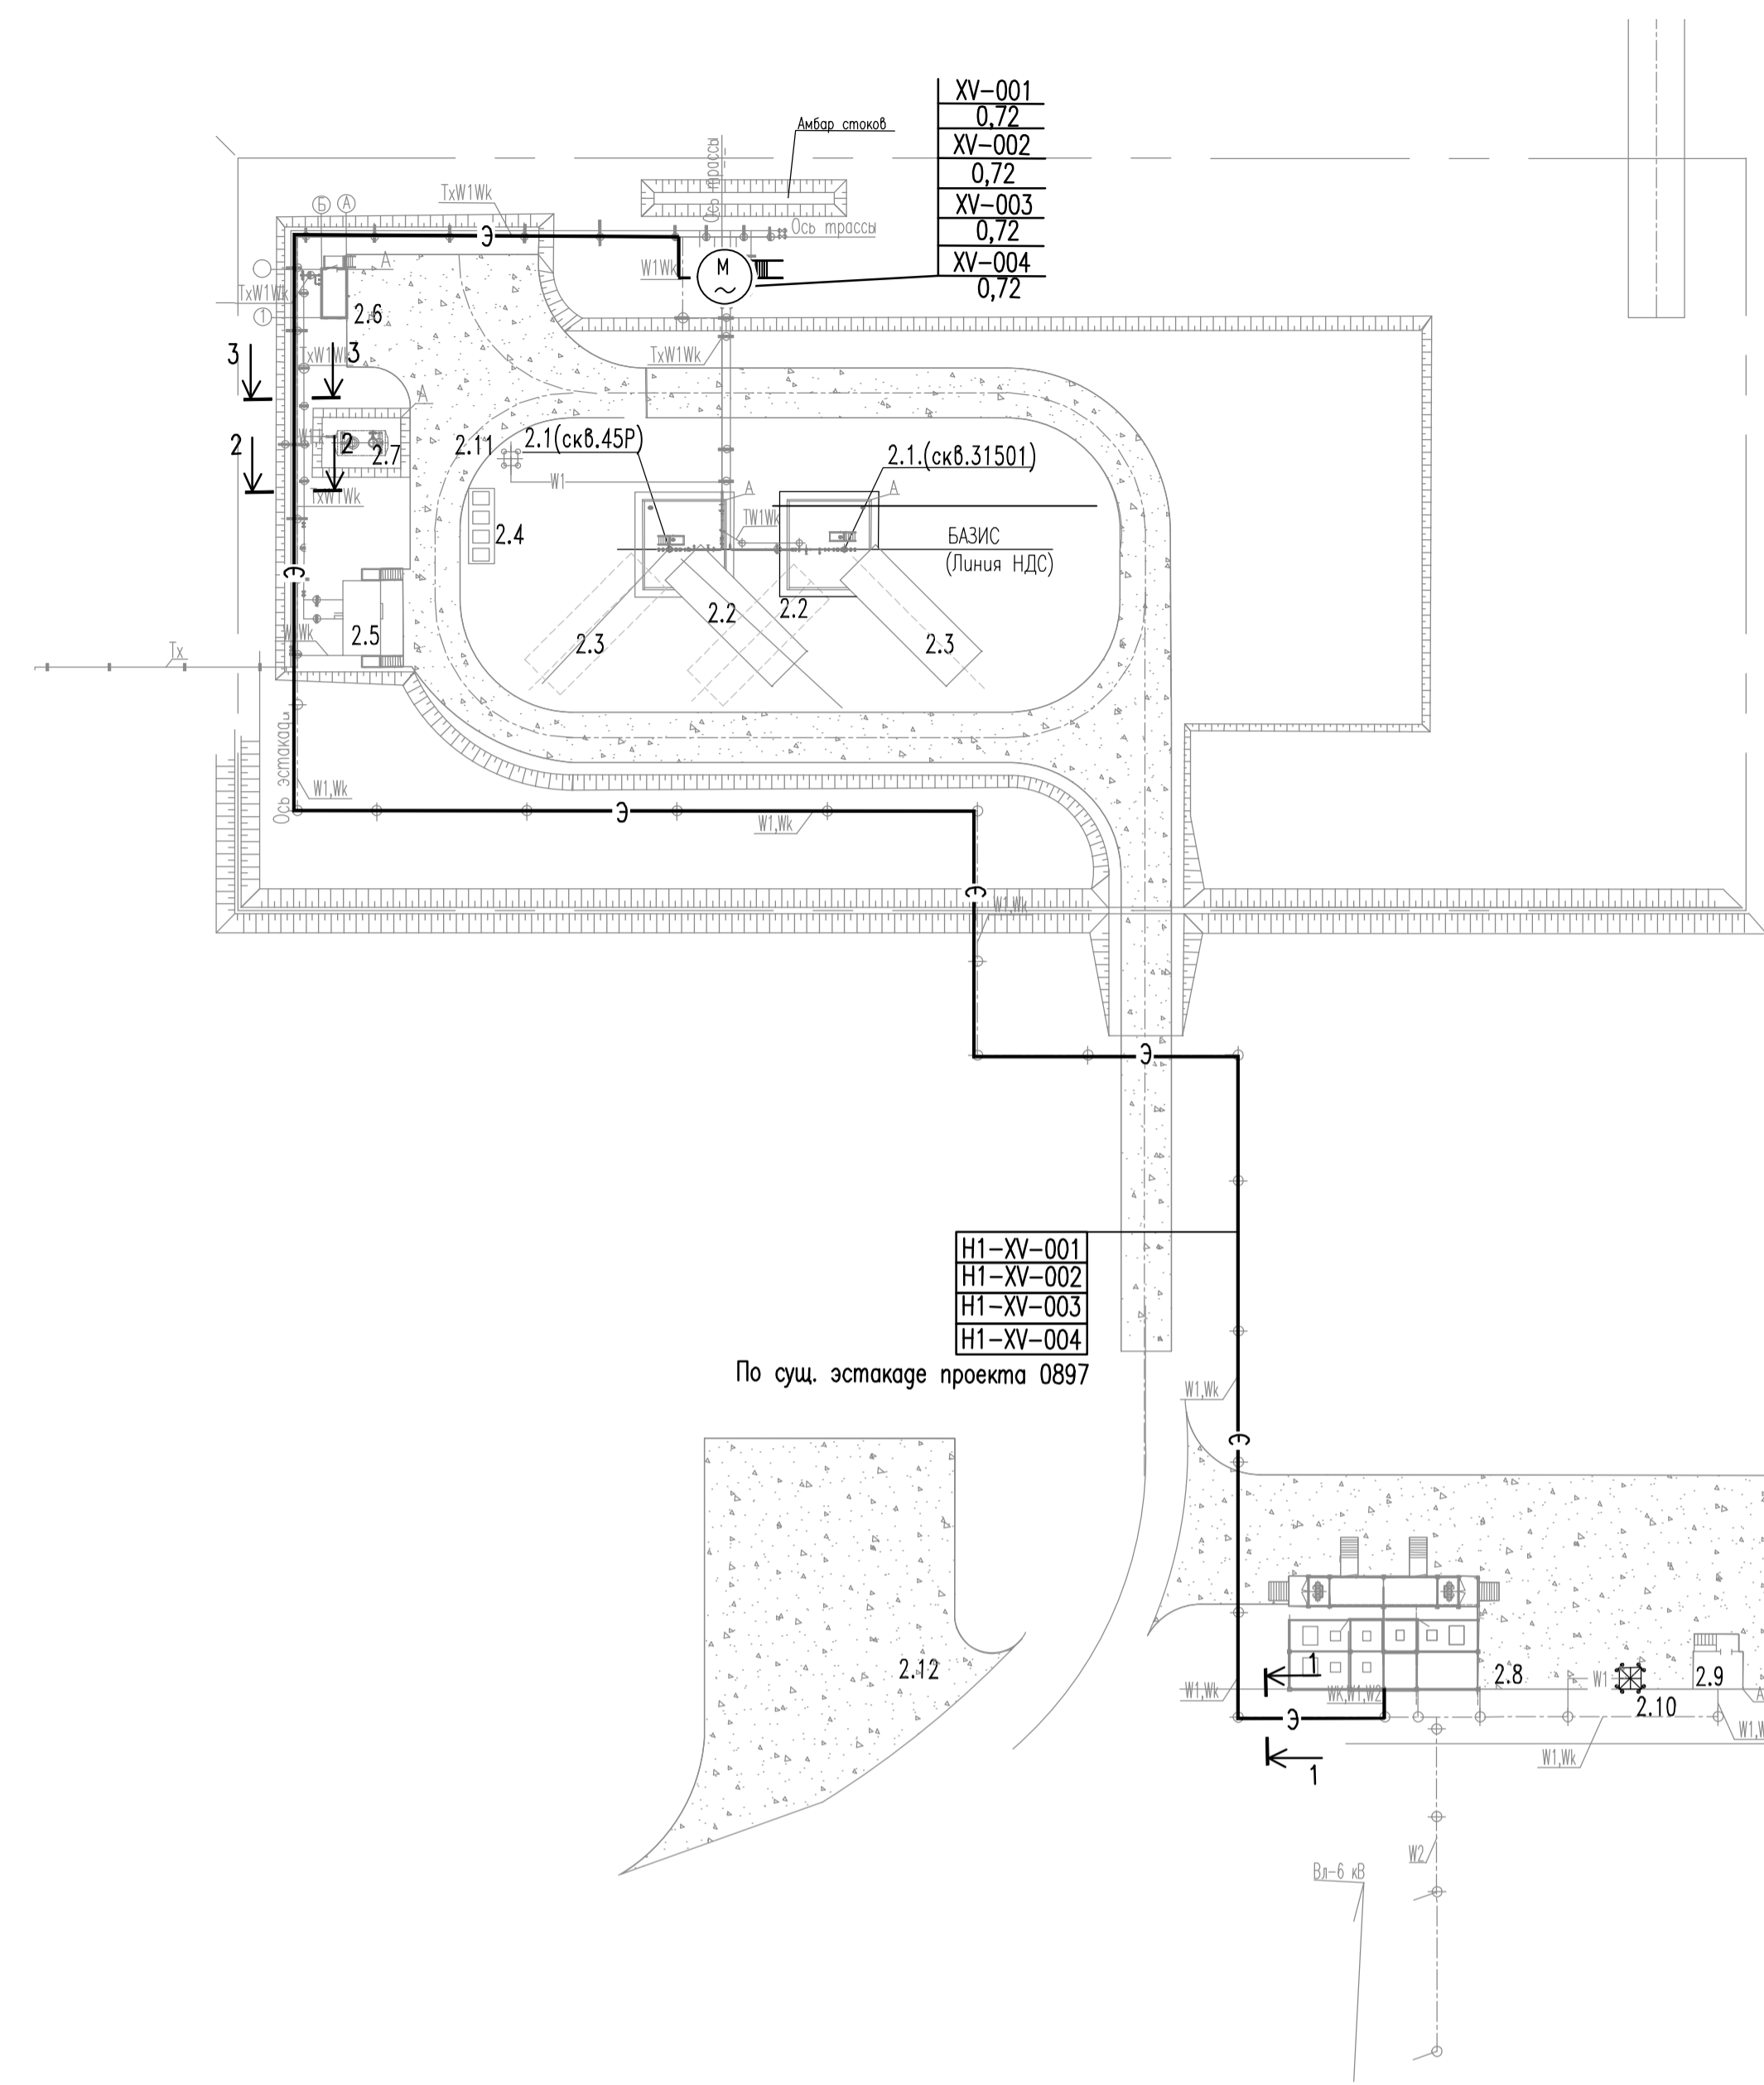 XV-001
0,72
XV-002
0,72
XV-003
0,72
XV-004
0,72
Амбар стоков
Ось трассы
Ось трассы
TxW1Wk
Б
А
Э
А
W1Wk
М
TxW1Wk
2.6
1
3
3
TxW1Wk
TxW1Wk
А
2
2
2.7
2.11
2.1(скв.45Р)
2.1.(скв.31501)
W1
А
А
TxW1Wk
2.4
TW1Wk
БАЗИС
(Линия НДС)
Э
2.2
2.2
2.3
2.3
2.5
Tx
Ось эстакады
W1,Wk
Э
W1,Wk
Э
W1,Wk
Э
Н1-XV-001
Н1-XV-002
Н1-XV-003
Н1-XV-004
По сущ. эстакаде проекта 0897
W1,Wk
Э
2.12
1
2.8
W1
2.9
W1,Wk
WK,W1,W2
2.10
Э
W1,Wk
1
W2
Вл-6 кВ